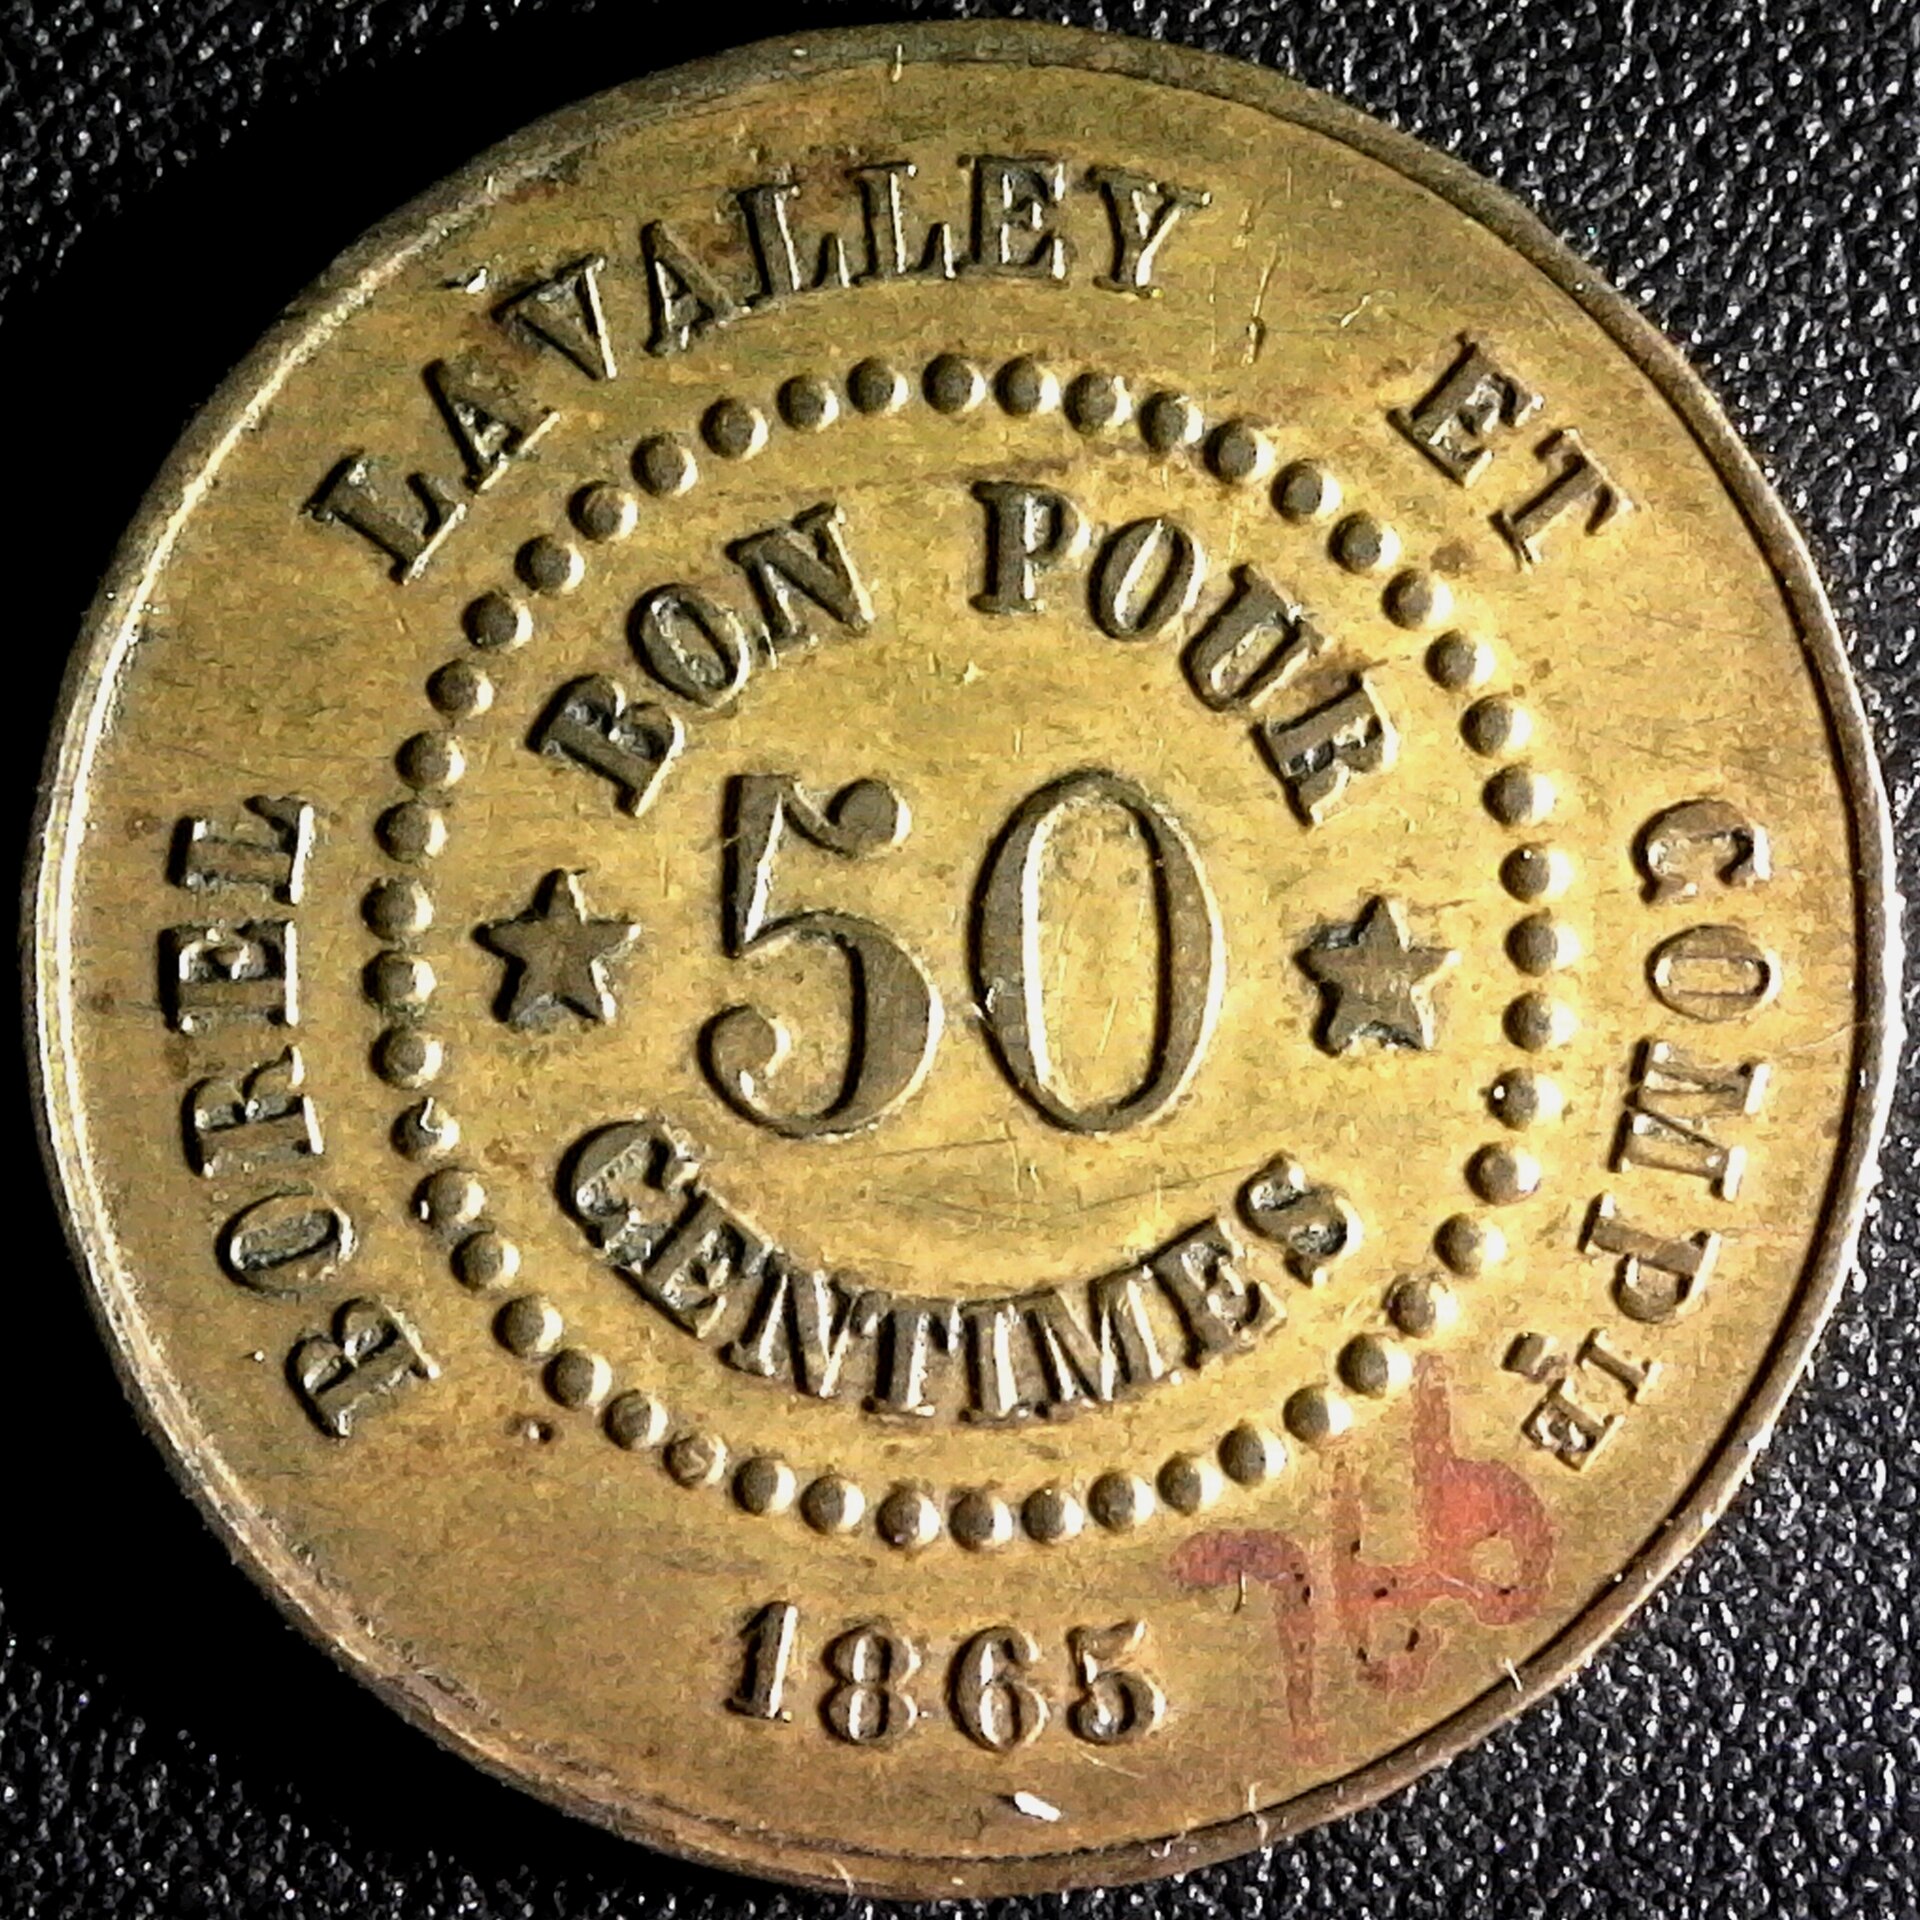 BOREL LAVALLEY ET COMPIE
BON POUR
50
CENTIMES
1865